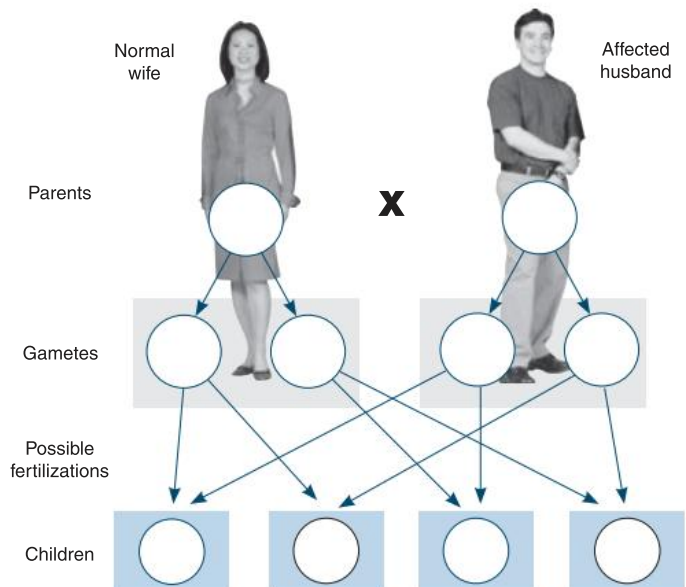 Normal
wife
Affected
husband
Parents
X
Gametes
Possible
fertilizations
Children